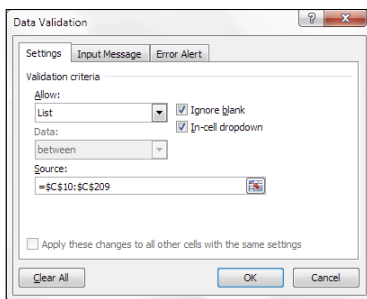 Data Validation
Settings Input Message Error Alert
Validation criteria
Allow:
List
Ignore blank
In-cell dropdown
Data:
between
Source:
=$C$10:$C$209
Apply these changes to all other cells with the same settings
Clear All OK Cancel